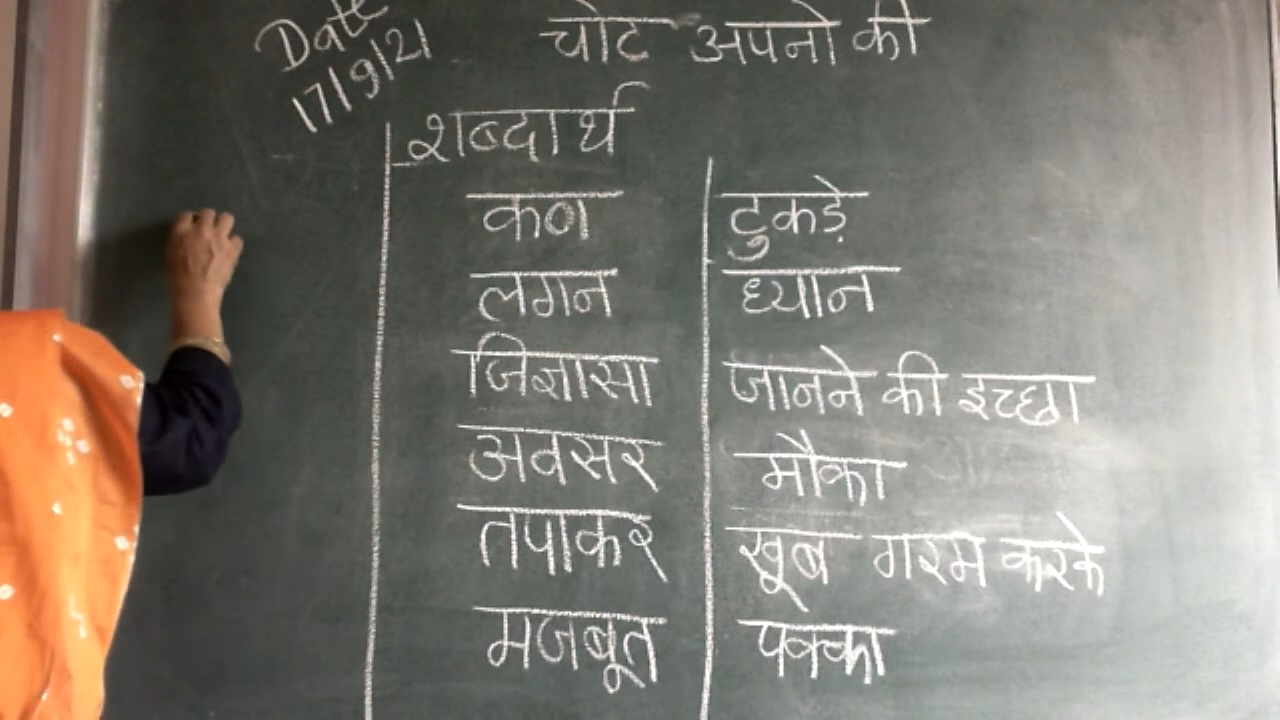 Date
17/9/21
चोट अपनो की
शब्दार्थ
कण टुकड़े
लगन ध्यान
जिज्ञासा जानने की इच्छा
अवसर मौका
तपाकर खूब गरम करके
मजबूत पक्का